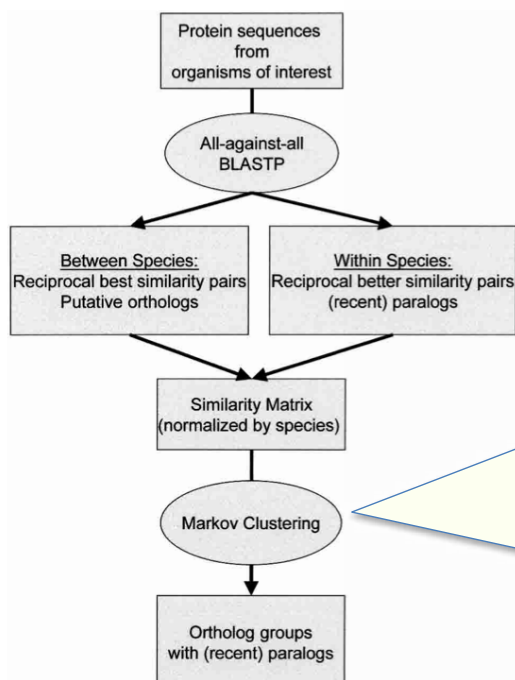 Protein sequences
from
organisms of interest
All-against-all
BLASTP
Between Species:
Reciprocal best similarity pairs
Putative orthologs
Within Species:
Reciprocal better similarity pairs
(recent) paralogs
Similarity Matrix
(normalized by species)
Markov Clustering
Ortholog groups
with (recent) paralogs